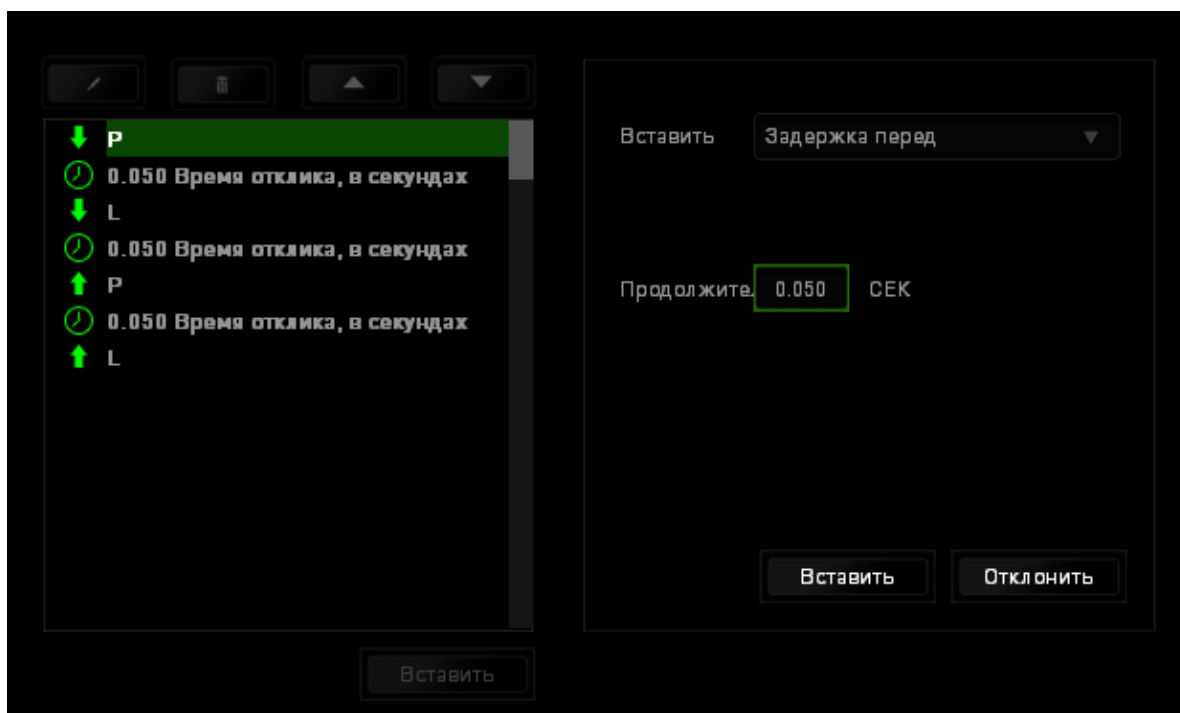 P
0.050 Время отклика, в секундах
L
0.050 Время отклика, в секундах
P
0.050 Время отклика, в секундах
L
Вставить
Вставить Задержка перед
Продолжите 0.050 СЕК
Вставить Отклонить